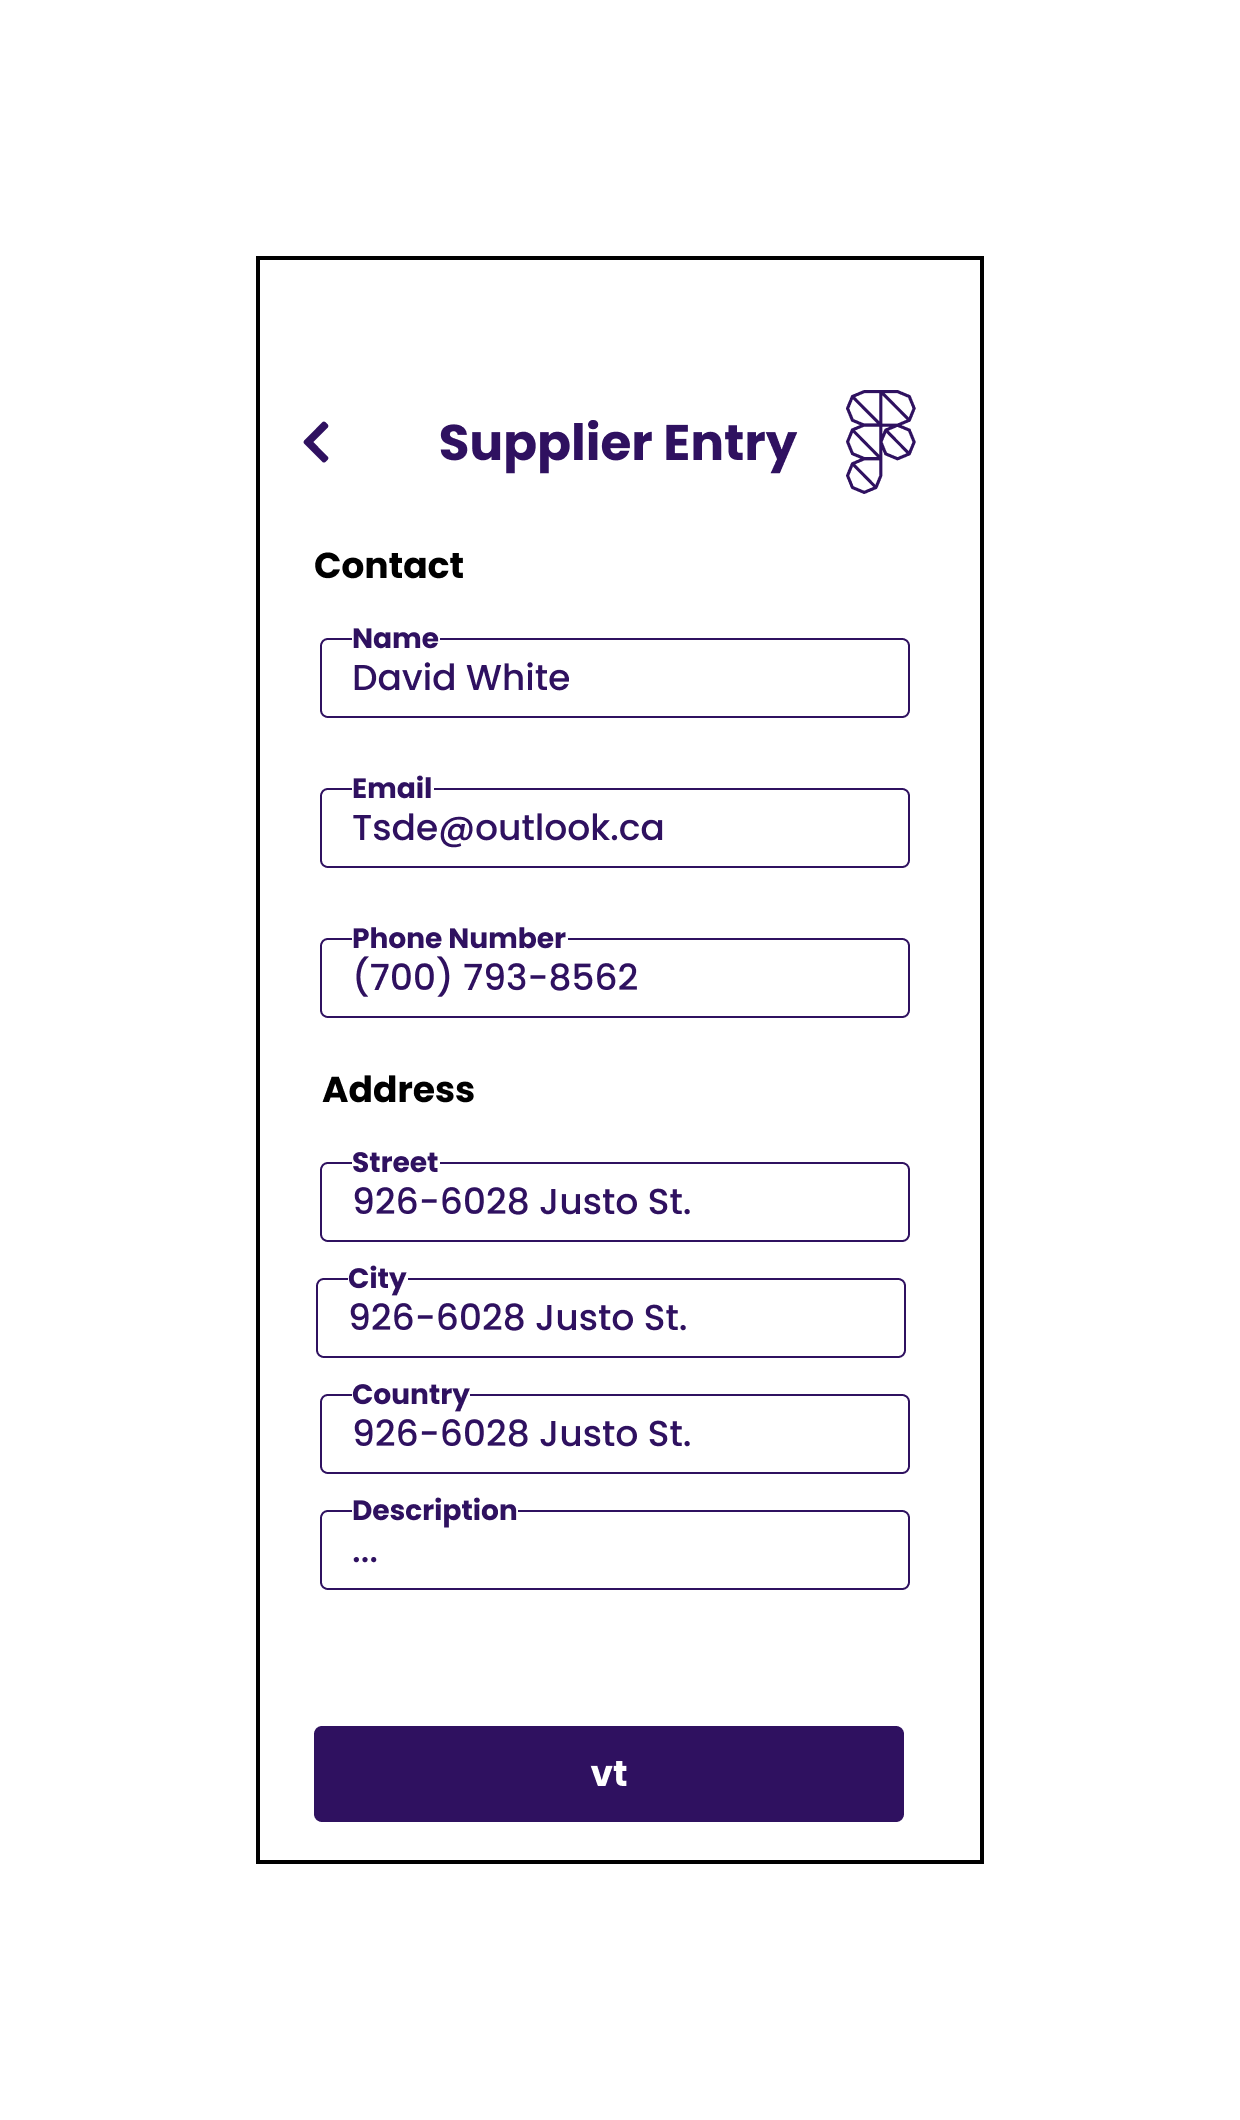 Supplier Entry
Contact
Name
David White
Email
Tsde@outlook.ca
Phone Number
(700) 793-8562
Address
Street
926-6028 Justo St.
City
926-6028 Justo St.
Country
926-6028 Justo St.
Description
...
vt